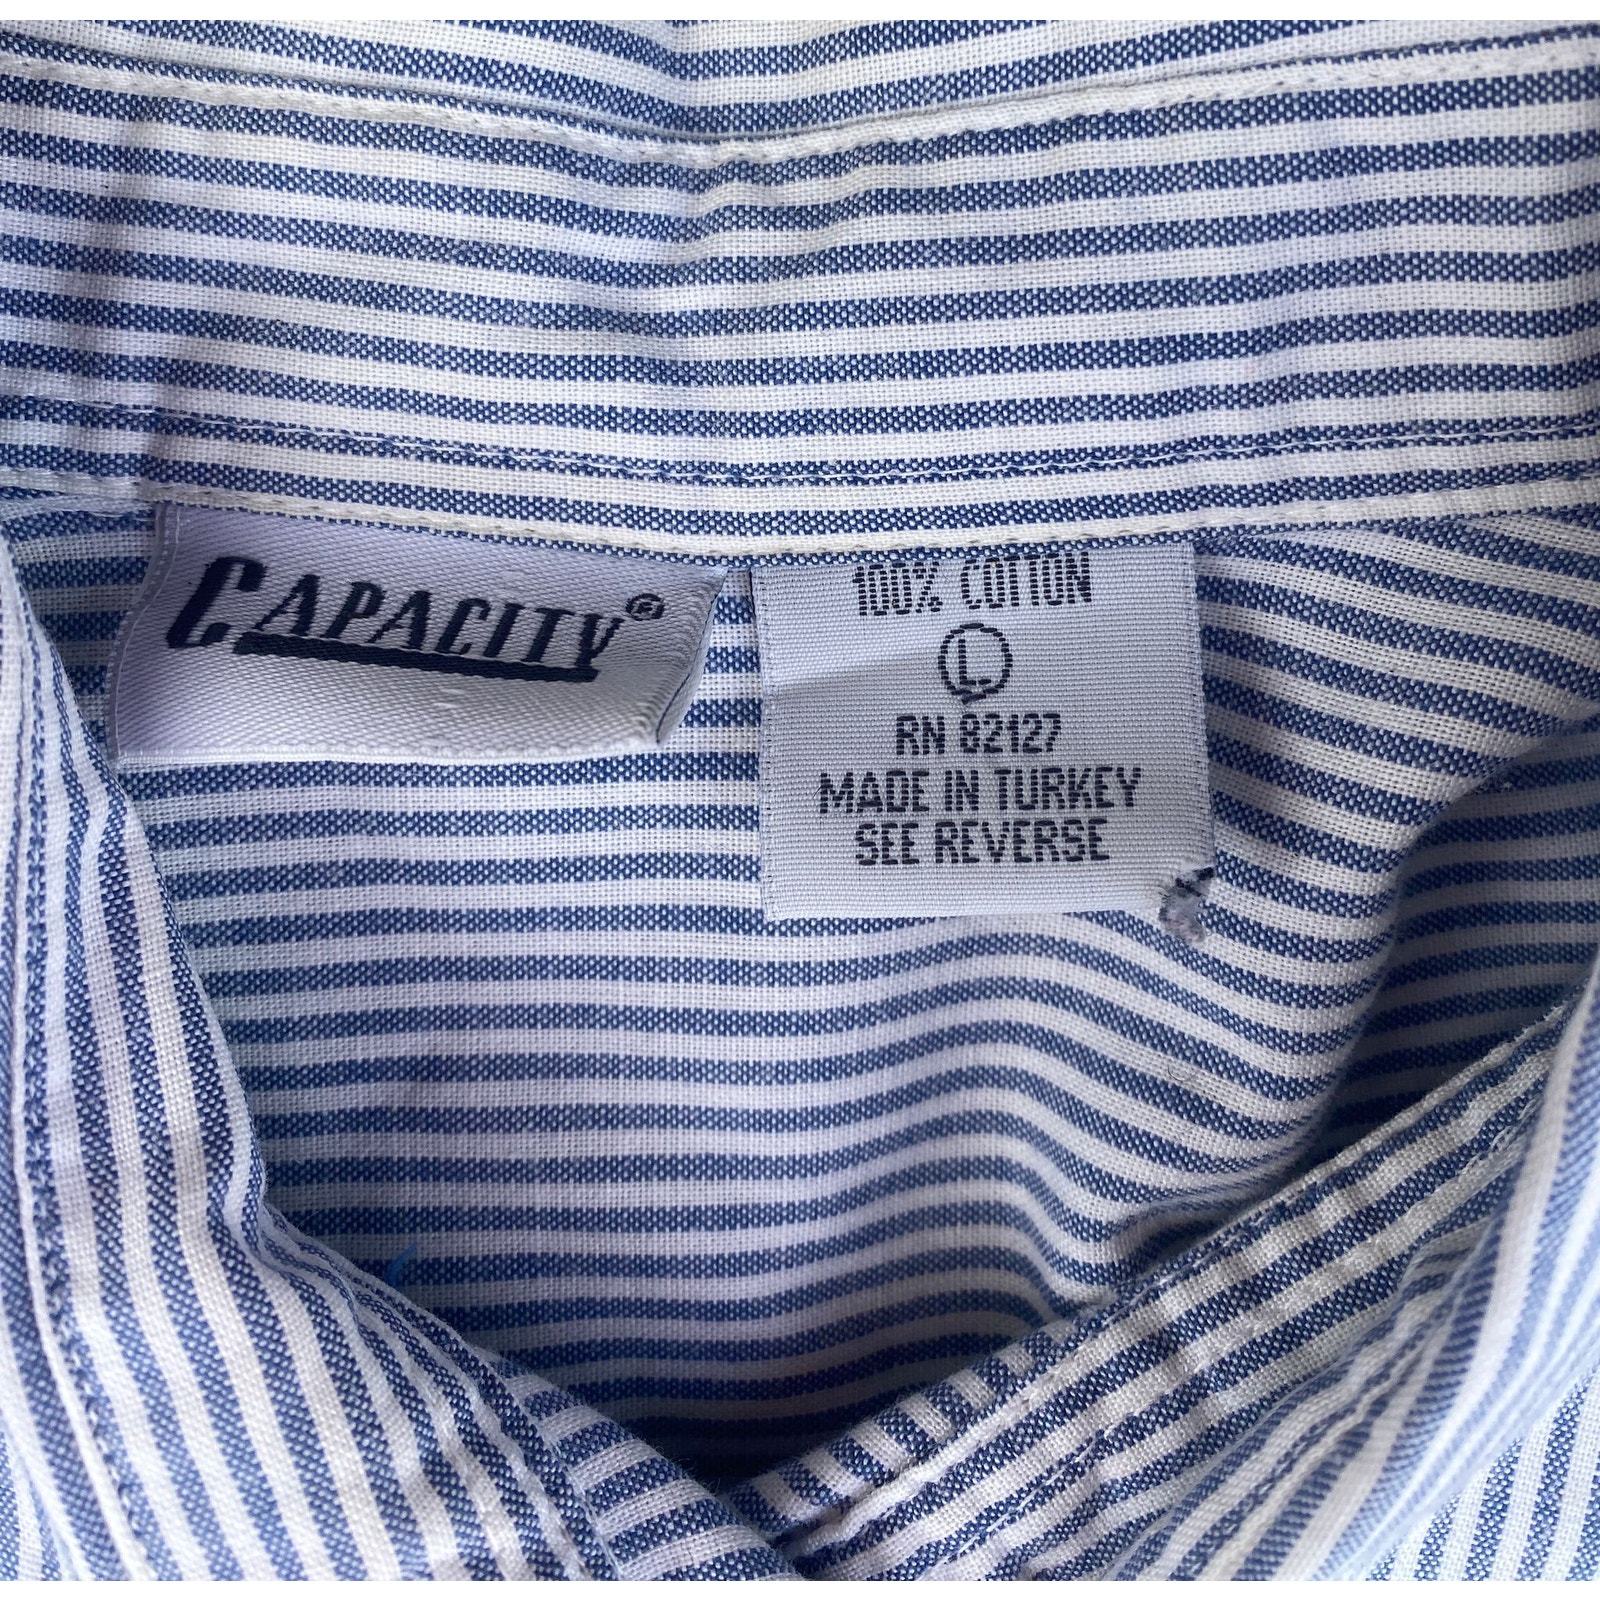 CAPACITY®
100% COTTON
L
RN 82127
MADE IN TURKEY
SEE REVERSE